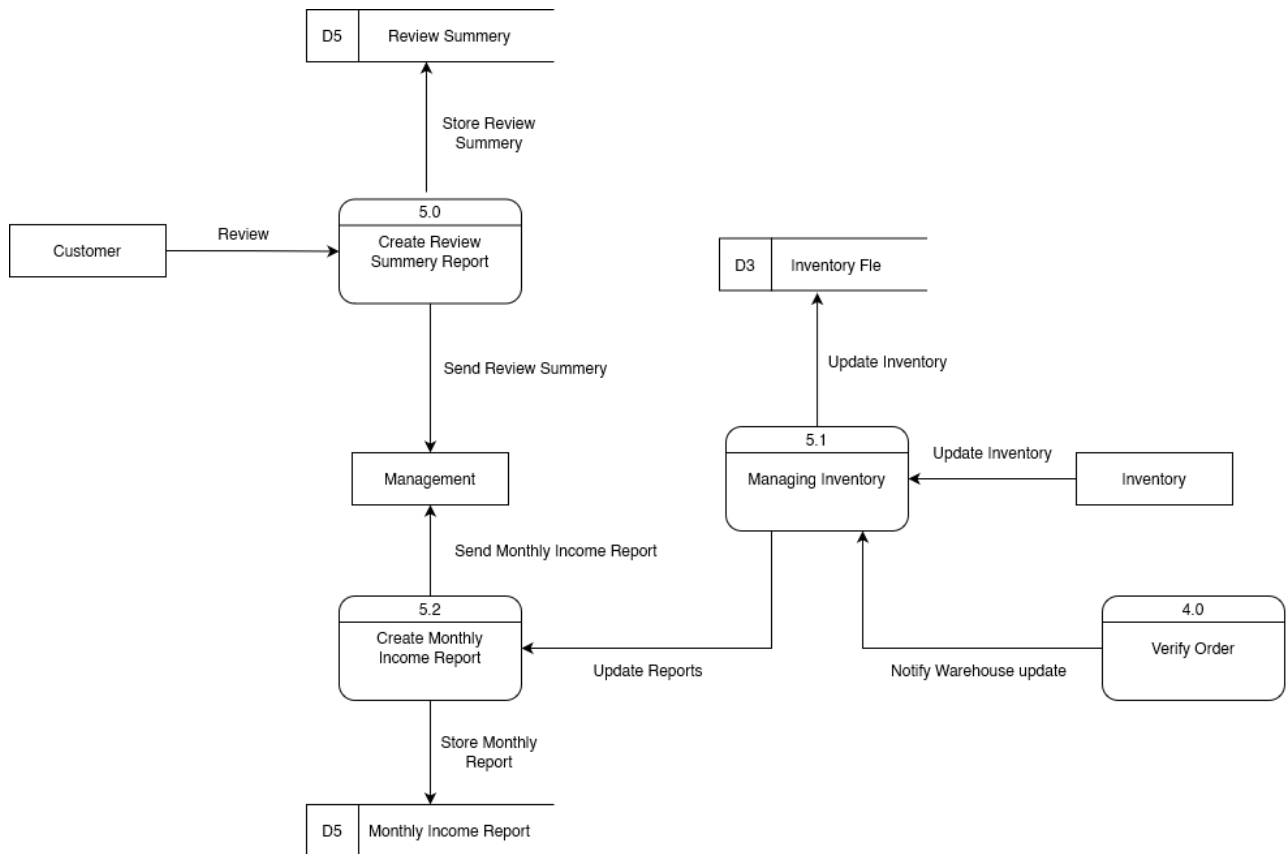 D5
Review Summery
Store Review
Summery
5.0
Create Review
Summery Report
Customer
Review
D3
Inventory Fle
Send Review Summery
Update Inventory
5.1
Managing Inventory
Update Inventory
Inventory
Management
Send Monthly Income Report
5.2
Create Monthly
Income Report
Update Reports
Notify Warehouse update
4.0
Verify Order
Store Monthly
Report
D5
Monthly Income Report